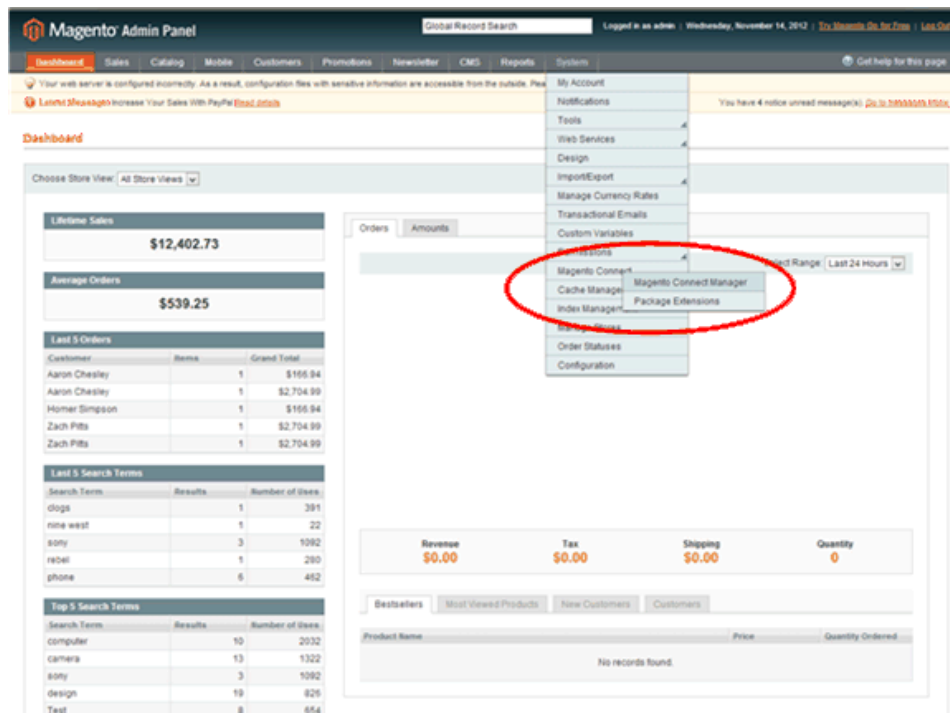 Magento Admin Panel
Global Record Search
Logged in as admin | Wednesday, November 14, 2012 | Try Magento Go for Free | Log Out
Dashboard Sales Catalog Mobile Customers Promotions Newsletter CMS Reports System Get help for this page
Your web server is configured incorrectly. As a result, configuration files with sensitive information are accessible from the outside.
Latest Message: Increase Your Sales With PayPal Read details
You have 4 notice unread message(s). Go to
My Account
Notifications
Tools
Web Services
Design
Import/Export
Manage Currency Rates
Transactional Emails
Custom Variables
Permissions
Magento Connect
Magento Connect Manager
Package Extensions
Cache
Index
Manage Stores
Order Statuses
Configuration
Dashboard
Choose Store View: All Store Views
Lifetime Sales
$12,402.73
Average Orders
$539.25
Last 5 Orders
Customer Items Grand Total
Aaron Chesley 1 $166.94
Aaron Chesley 1 $2,704.99
Homer Simpson 1 $166.94
Zach Pitts 1 $2,704.99
Zach Pitts 1 $2,704.99
Last 5 Search Terms
Search Term Results Number of Uses
dogs 1 391
nine west 1 22
sony 3 1092
rebel 1 280
phone 6 462
Top 5 Search Terms
Search Term Results Number of Uses
computer 10 2032
camera 13 1322
sony 3 1092
design 19 826
Test 8 654
Orders Amounts
Range: Last 24 Hours
Revenue Tax Shipping Quantity
$0.00 $0.00 $0.00 0
Bestsellers Most Viewed Products New Customers Customers
Product Name Price Quantity Ordered
No records found.